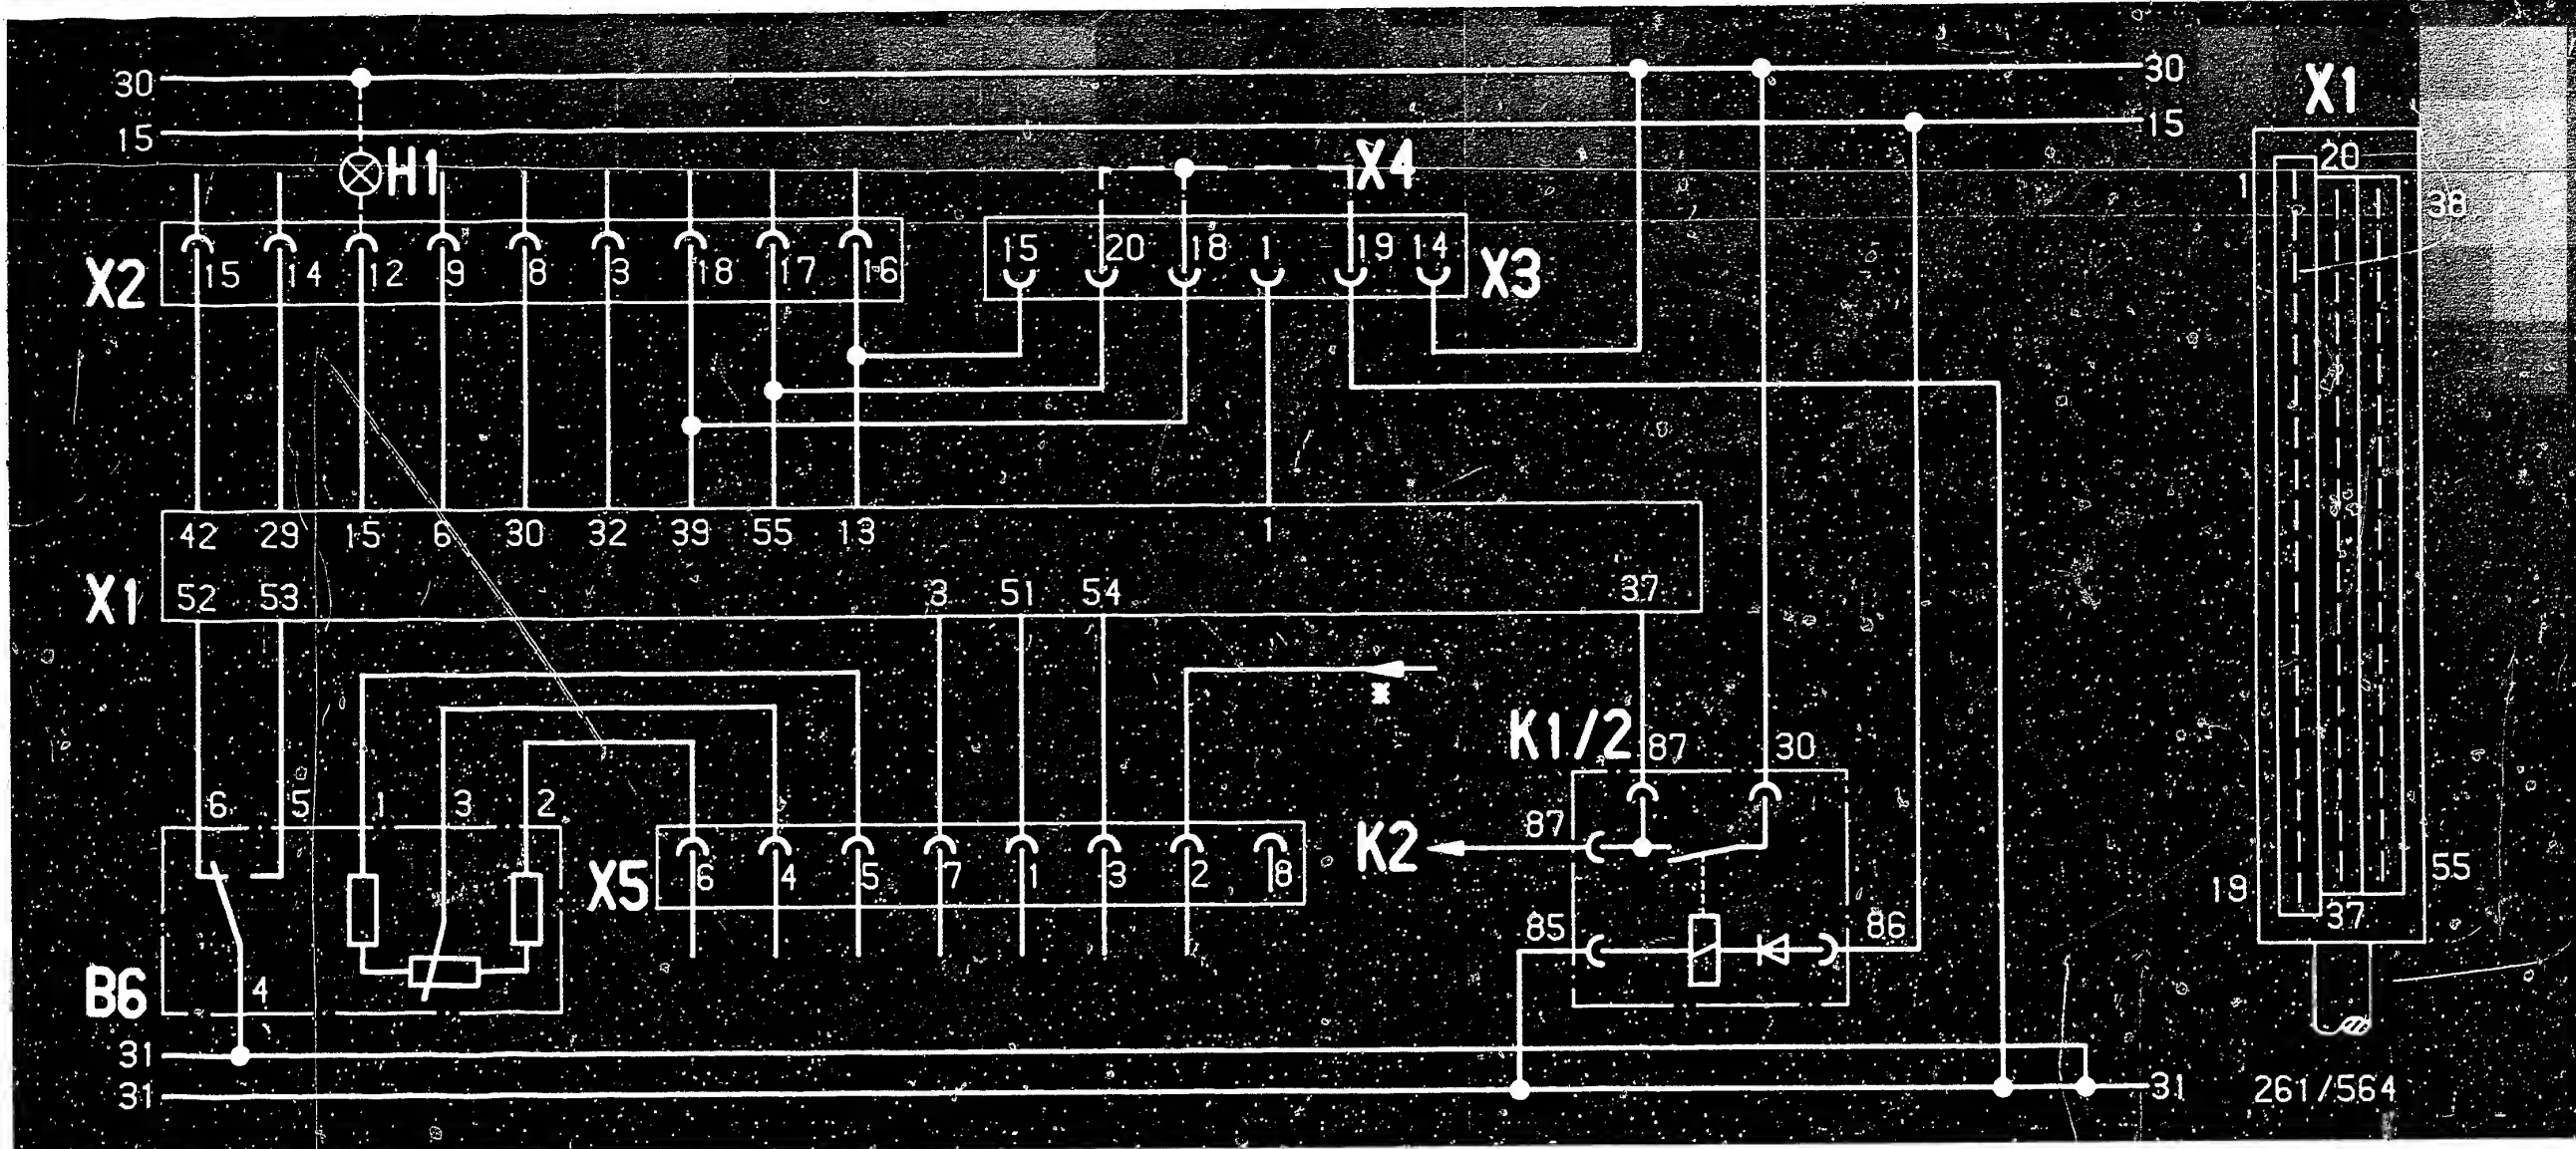 30 30
15 15
X1
H1 X4
20
1 38
X2 15 14 12 9 8 3 18 17 16
15 20 18 1 19 14 X3
42 29 15 6 30 32 39 55 13 1
X1 52 53 3 51 54 37
*
K1/2 87 30
6 5 1 3 2
K2 87
X5 6 4 5 7 1 3 2 8
85 86
B6 4
19 37 55
31
31 31
261/564